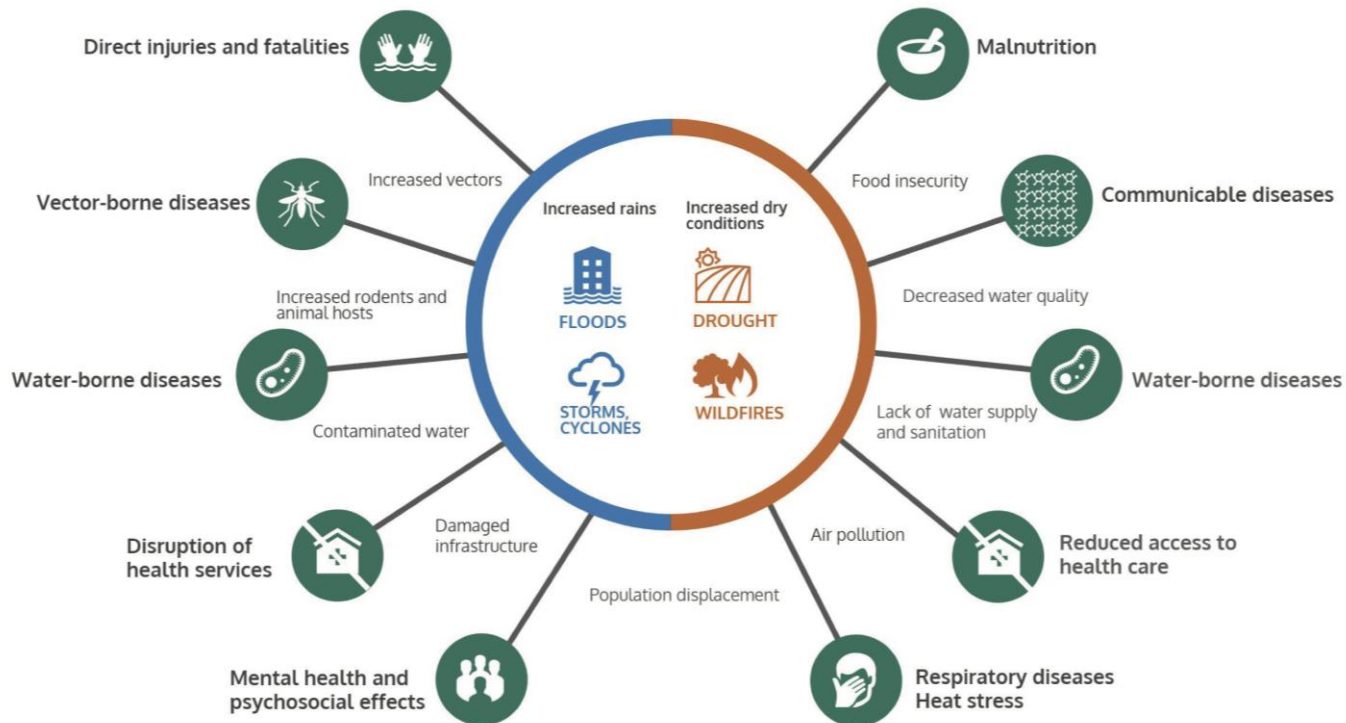 Direct injuries and fatalities
Malnutrition
Increased vectors
Food insecurity
Vector-borne diseases
Communicable diseases
Increased rains
Increased dry
conditions
Increased rodents and
animal hosts
Decreased water quality
FLOODS
DROUGHT
Water-borne diseases
Water-borne diseases
STORMS,
CYCLONES
WILDFIRES
Contaminated water
Lack of water supply
and sanitation
Damaged
infrastructure
Air pollution
Disruption of
health services
Reduced access to
health care
Population displacement
Mental health and
psychosocial effects
Respiratory diseases
Heat stress